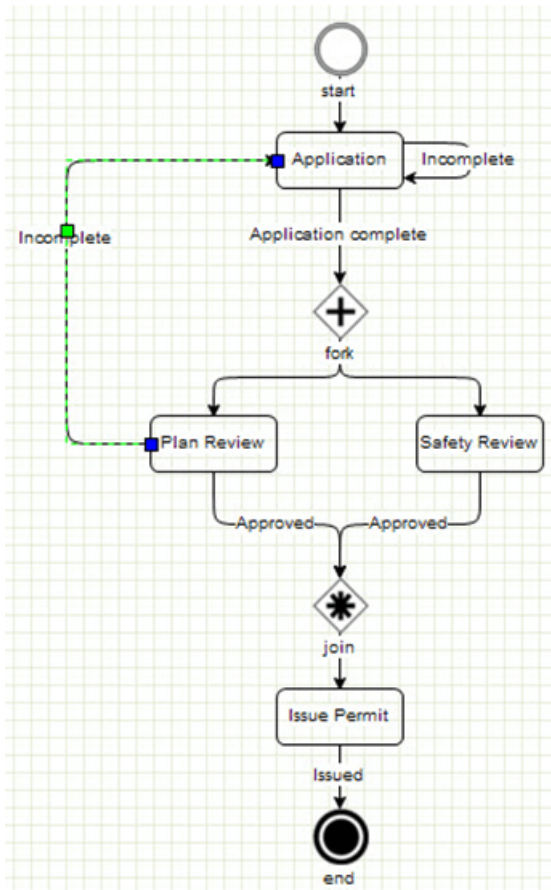 start
Application
Incomplete
Incomplete
Application complete
fork
Plan Review
Safety Review
Approved
Approved
join
Issue Permit
Issued
end